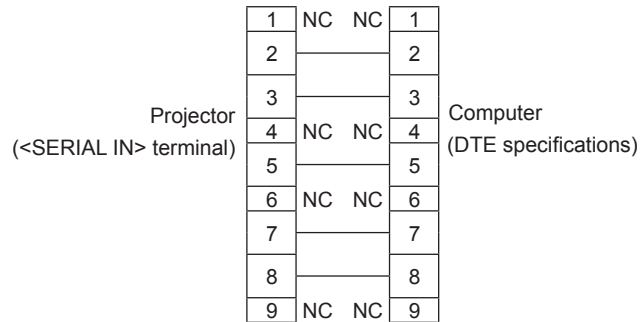 1 NC NC 1
2 2
3 3
Projector
(<SERIAL IN> terminal)
4 NC NC 4
Computer
(DTE specifications)
5 5
6 NC NC 6
7 7
8 8
9 NC NC 9